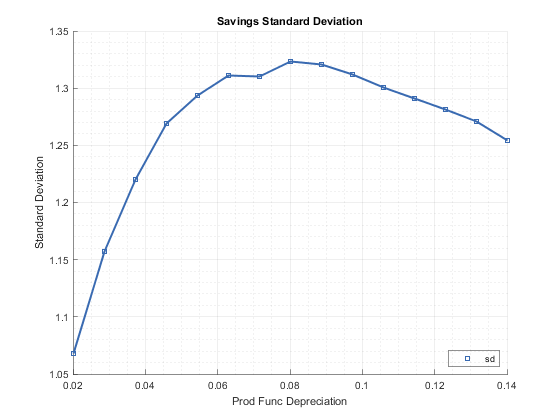 Savings Standard Deviation
1.35
1.3
1.25
1.2
1.15
1.1
1.05
Standard Deviation
0.02 0.04 0.06 0.08 0.1 0.12 0.14
Prod Func Depreciation
sd